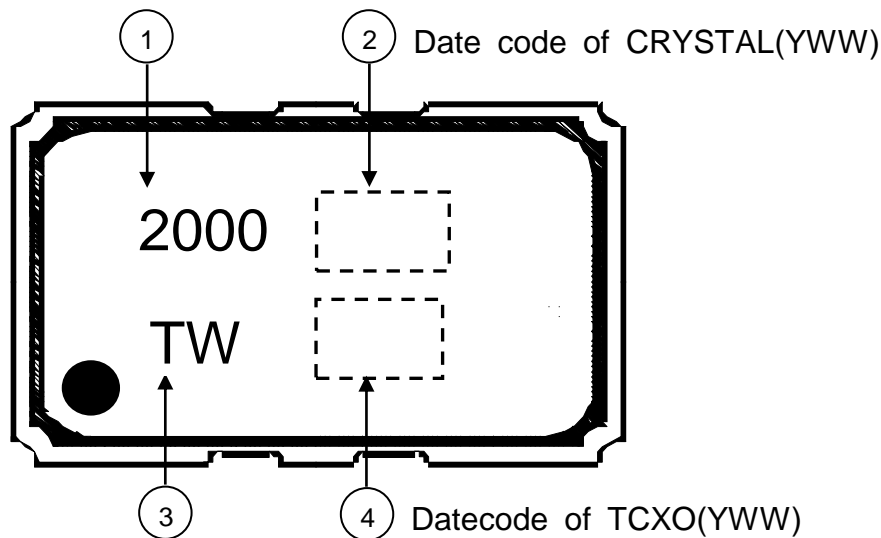 1
2 Date code of CRYSTAL(YWW)
2000
TW
3
4 Datecode of TCXO(YWW)